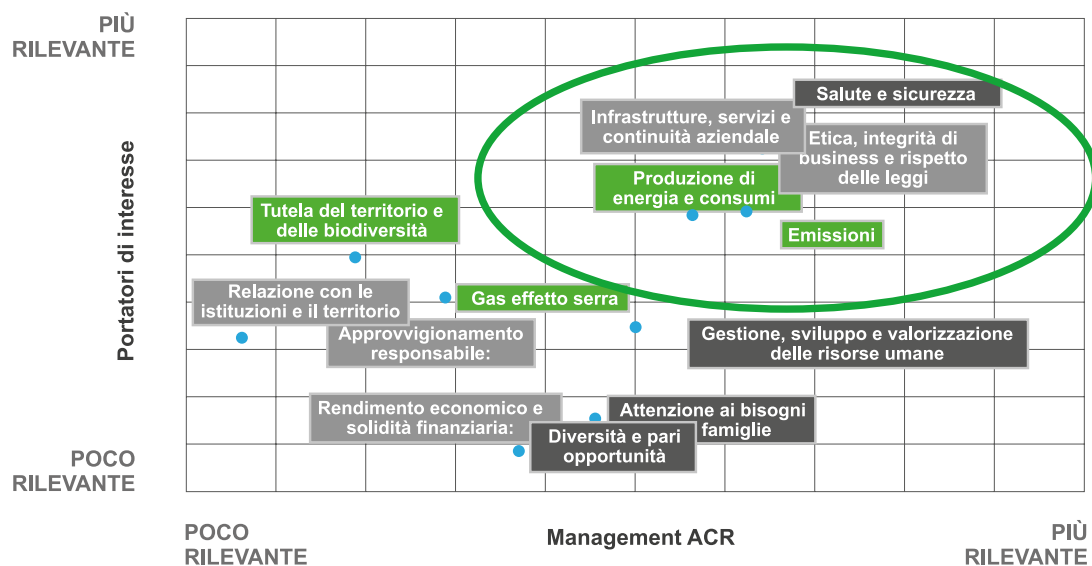 PIÙ
RILEVANTE
Portatori di interesse
Salute e sicurezza
Infrastrutture, servizi e
continuità aziendale
Etica, integrità di
business e rispetto
delle leggi
Produzione di
energia e consumi
Tutela del territorio e
delle biodiversità
Emissioni
Relazione con le
istituzioni e il territorio
Gas effetto serra
Approvvigionamento
responsabile:
Gestione, sviluppo e valorizzazione
delle risorse umane
Rendimento economico e
solidità finanziaria:
Attenzione ai bisogni
famiglie
Diversità e pari
opportunità
POCO
RILEVANTE
POCO
RILEVANTE
Management ACR
PIÙ
RILEVANTE